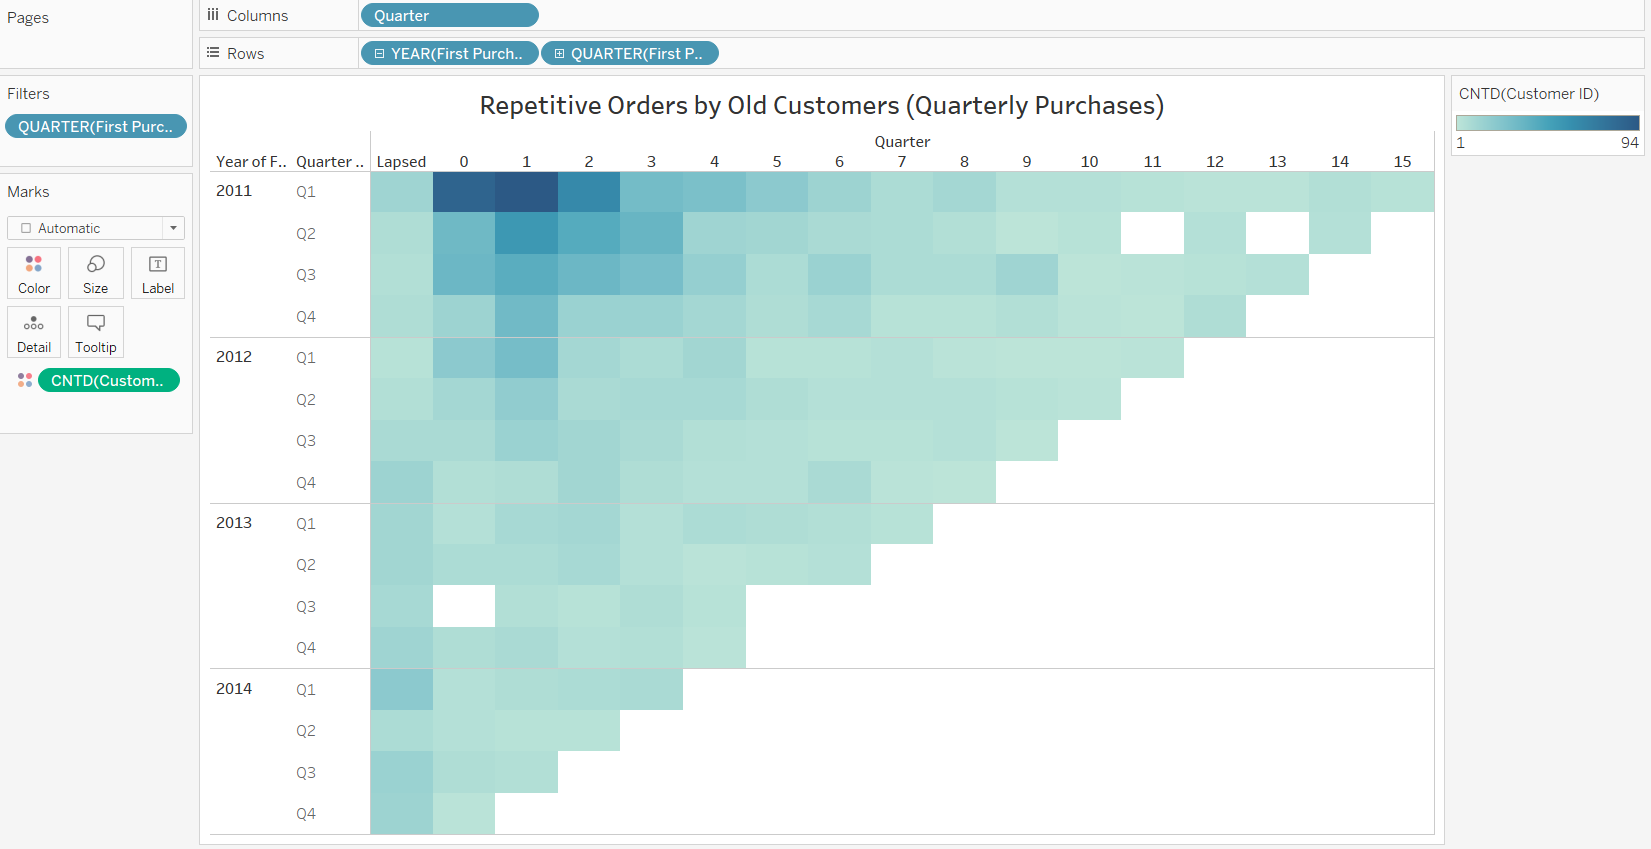 Pages
Columns
Quarter
Rows
YEAR(First Purch..
QUARTER(First P..
Filters
QUARTER(First Purc..
Marks
Automatic
Color
Size
Label
Detail
Tooltip
CNTD(Custom..
Repetitive Orders by Old Customers (Quarterly Purchases)
Quarter
Year of F.. Quarter .. Lapsed 0 1 2 3 4 5 6 7 8 9 10 11 12 13 14 15
2011 Q1
Q2
Q3
Q4
2012 Q1
Q2
Q3
Q4
2013 Q1
Q2
Q3
Q4
2014 Q1
Q2
Q3
Q4
CNTD(Customer ID)
1 94